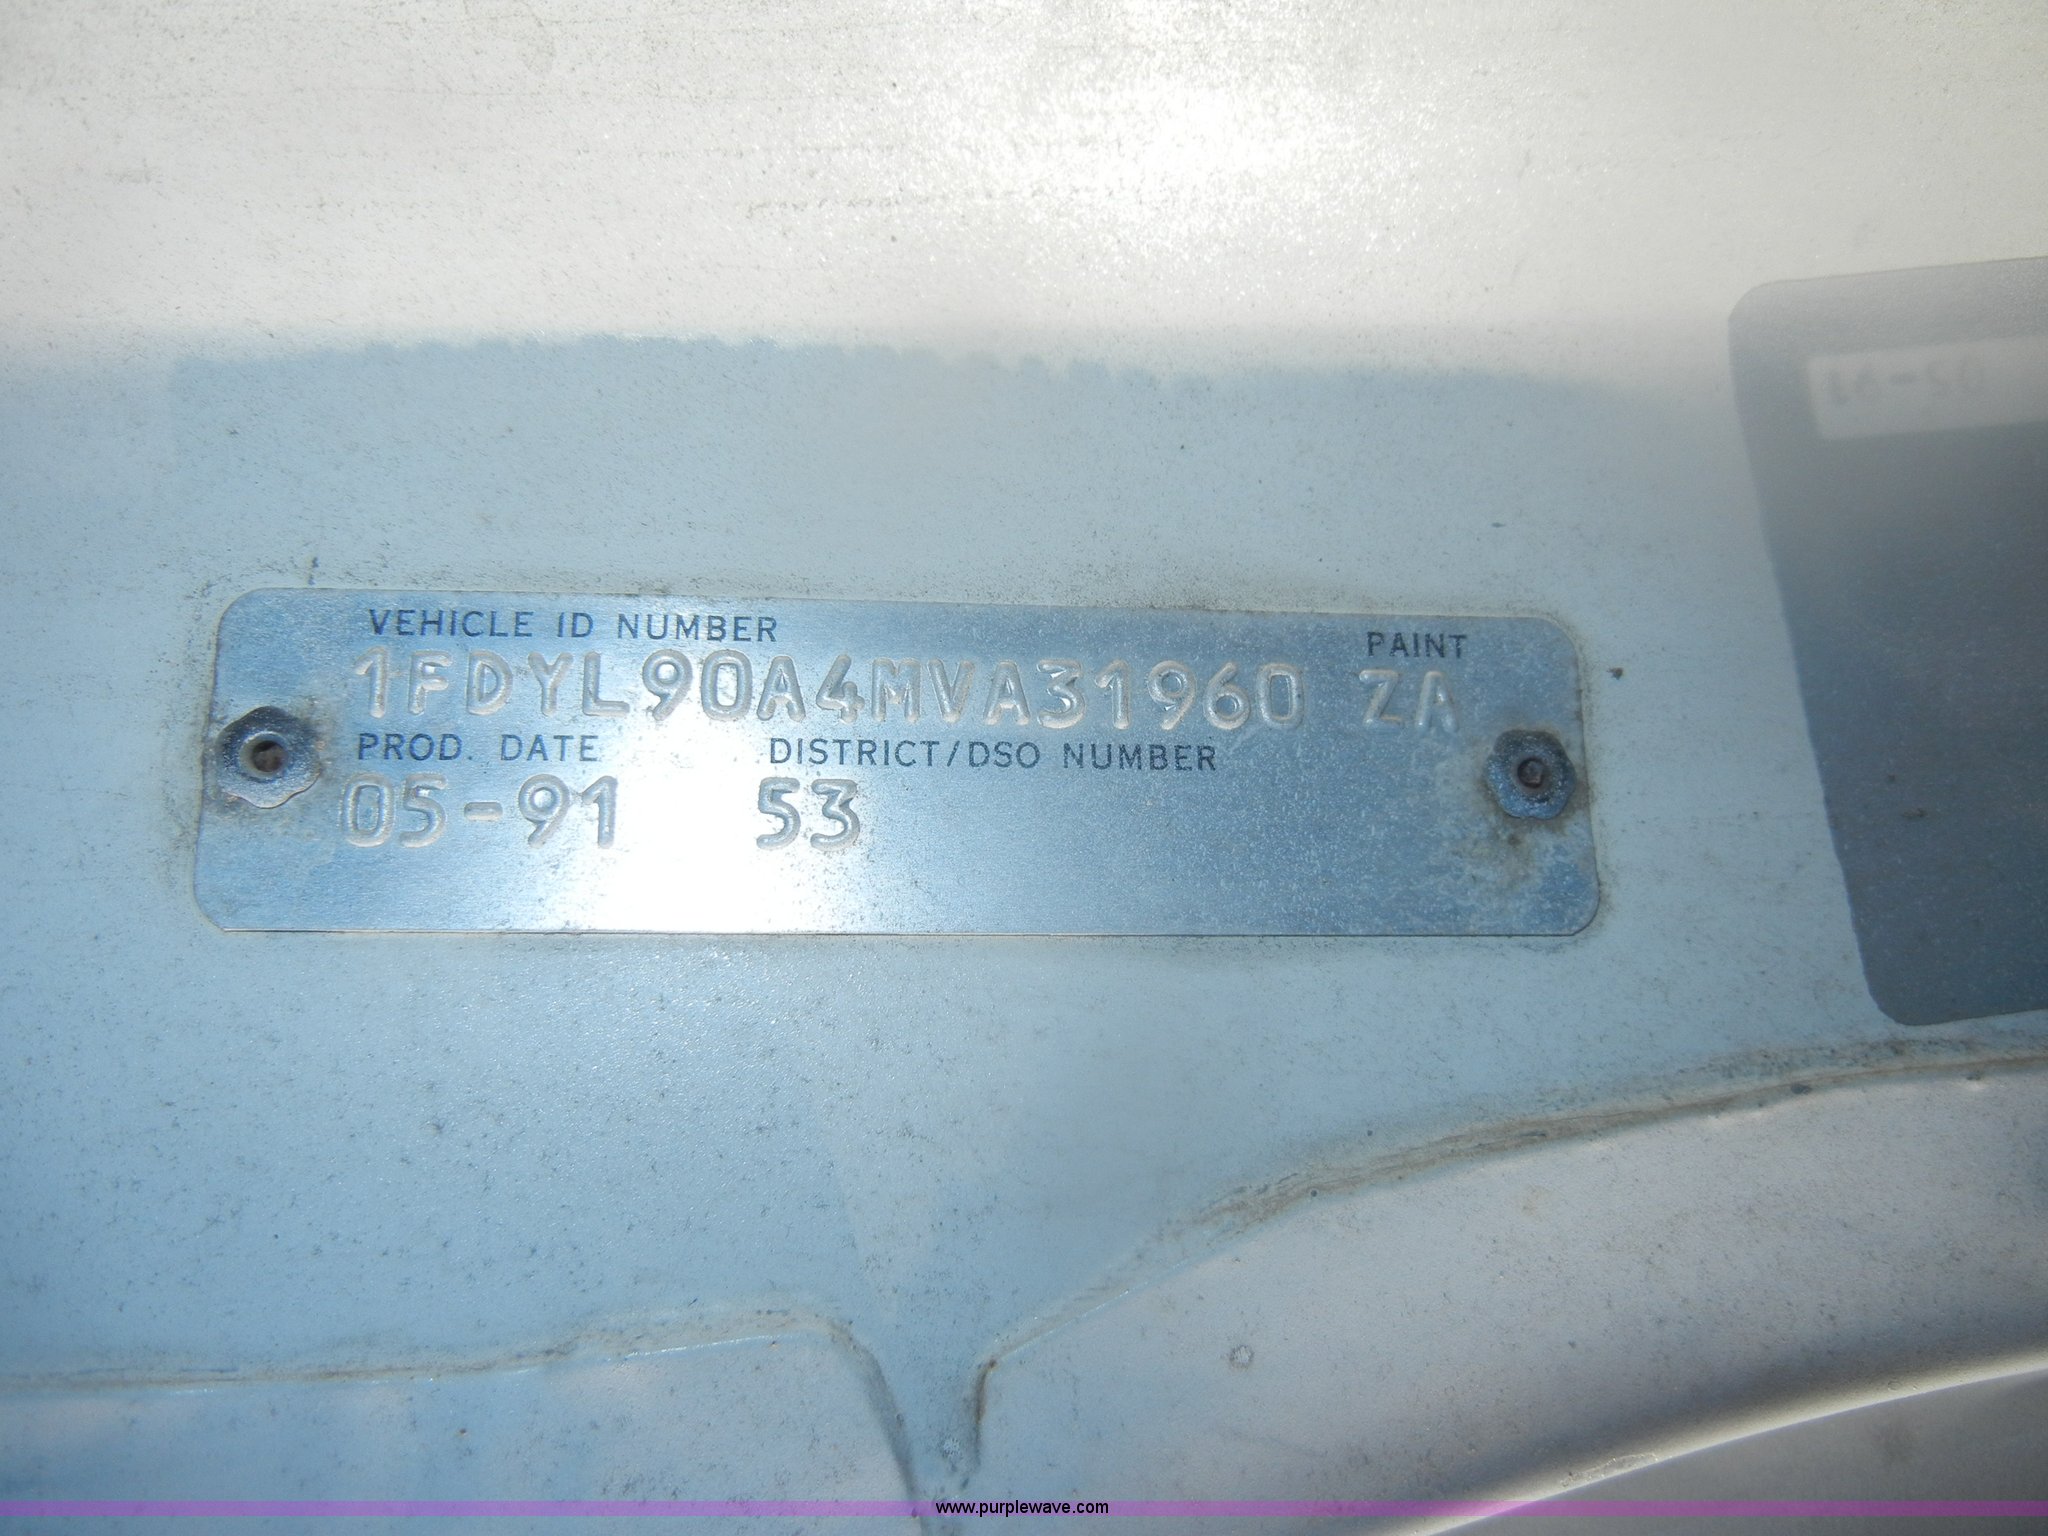 VEHICLE ID NUMBER
PAINT
1FDYL90A4MVA31960 ZA
PROD. DATE DISTRICT/DSO NUMBER
05-91 53
www.purplewave.com